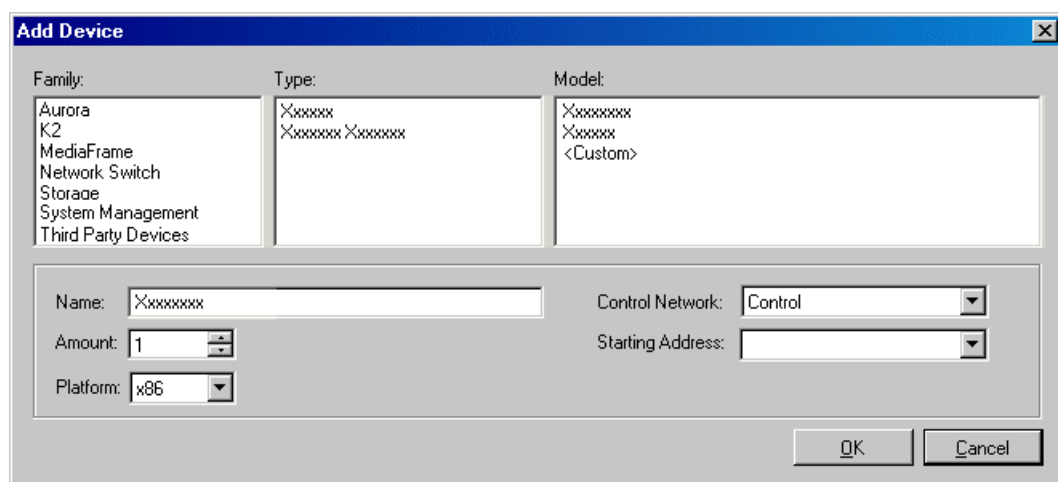 Add Device
Family:
Type:
Model:
Aurora
K2
MediaFrame
Network Switch
Storage
System Management
Third Party Devices
Xxxxxx
Xxxxxxx Xxxxxxx
Xxxxxxxx
Xxxxxx
<Custom>
Name: Xxxxxxxx
Control Network: Control
Amount: 1
Starting Address:
Platform: x86
OK
Cancel